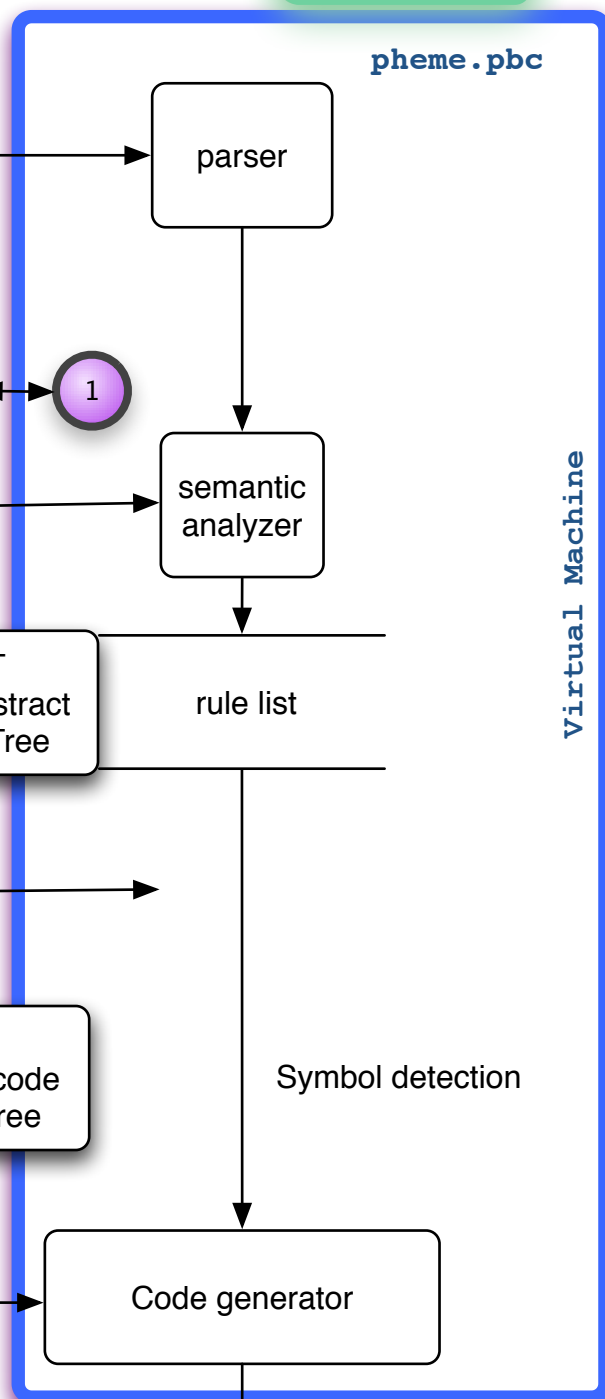 pheme.pbc
parser
1
semantic
analyzer
Virtual Machine
stract
Tree
rule list
code
ree
Symbol detection
Code generator